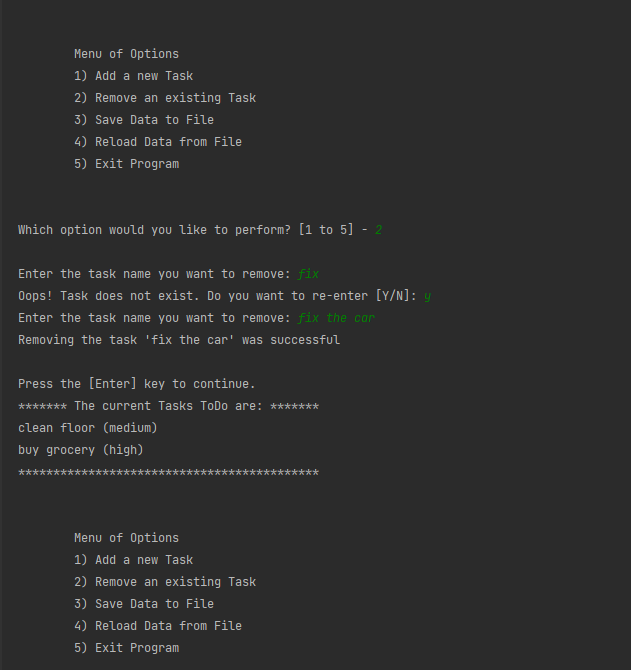 Menu of Options
1) Add a new Task
2) Remove an existing Task
3) Save Data to File
4) Reload Data from File
5) Exit Program
Which option would you like to perform? [1 to 5] - 2
Enter the task name you want to remove: fix
Oops! Task does not exist. Do you want to re-enter [Y/N]: y
Enter the task name you want to remove: fix the car
Removing the task 'fix the car' was successful
Press the [Enter] key to continue.
******* The current Tasks ToDo are: *******
clean floor (medium)
buy grocery (high)
*******************************************
Menu of Options
1) Add a new Task
2) Remove an existing Task
3) Save Data to File
4) Reload Data from File
5) Exit Program